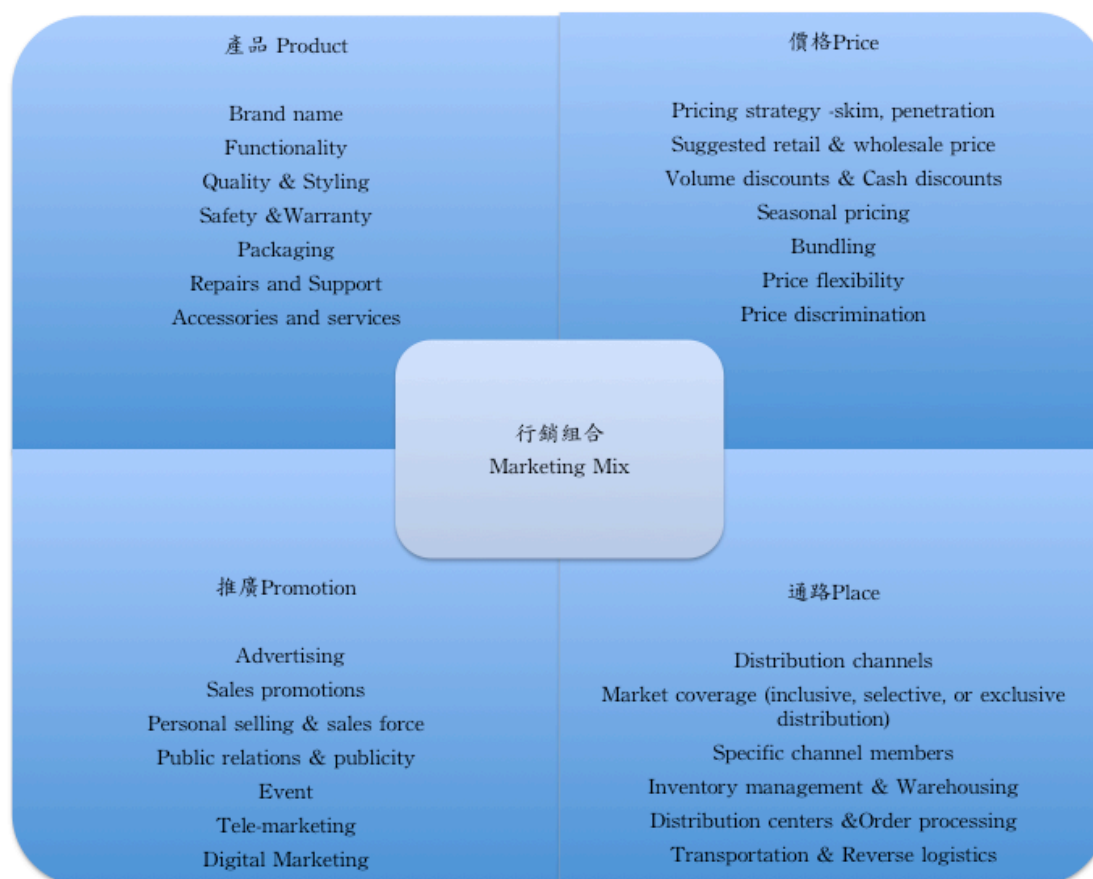 產品 Product
Brand name
Functionality
Quality & Styling
Safety &Warranty
Packaging
Repairs and Support
Accessories and services
價格Price
Pricing strategy -skim, penetration
Suggested retail & wholesale price
Volume discounts & Cash discounts
Seasonal pricing
Bundling
Price flexibility
Price discrimination
行銷組合
Marketing Mix
推廣Promotion
Advertising
Sales promotions
Personal selling & sales force
Public relations & publicity
Event
Tele-marketing
Digital Marketing
通路Place
Distribution channels
Market coverage (inclusive, selective, or exclusive
distribution)
Specific channel members
Inventory management & Warehousing
Distribution centers &Order processing
Transportation & Reverse logistics